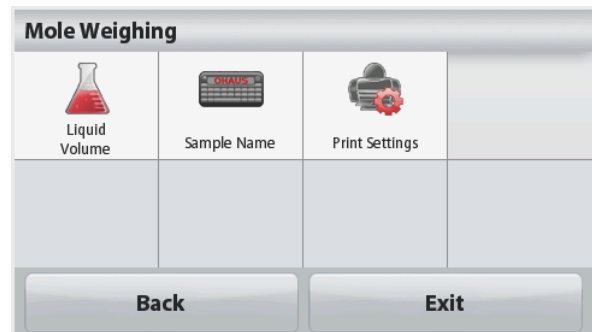 Mole Weighing
OHAUS
Liquid
Volume
Sample Name
Print Settings
Back
Exit